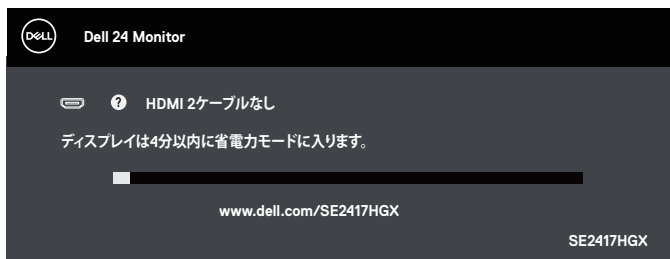 DELL
Dell 24 Monitor
? HDMI 2ケーブルなし
ディスプレイは4分以内に省電力モードに入ります。
www.dell.com/SE2417HGX
SE2417HGX